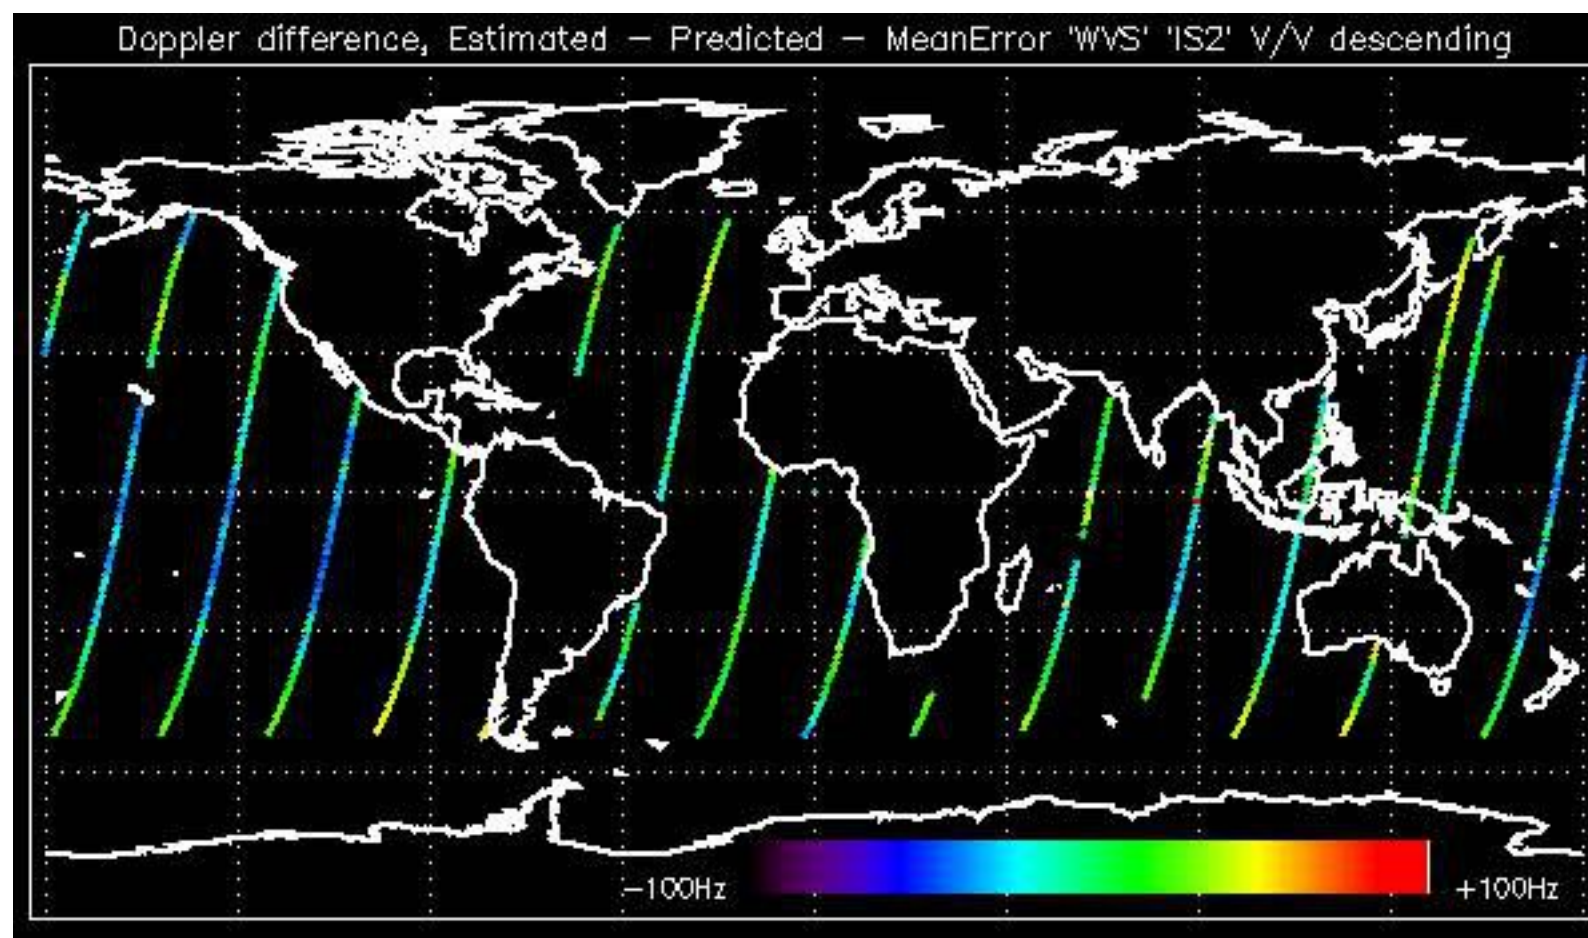 Doppler difference, Estimated – Predicted – MeanError 'WVS' 'IS2' V/V descending
–100Hz +100Hz